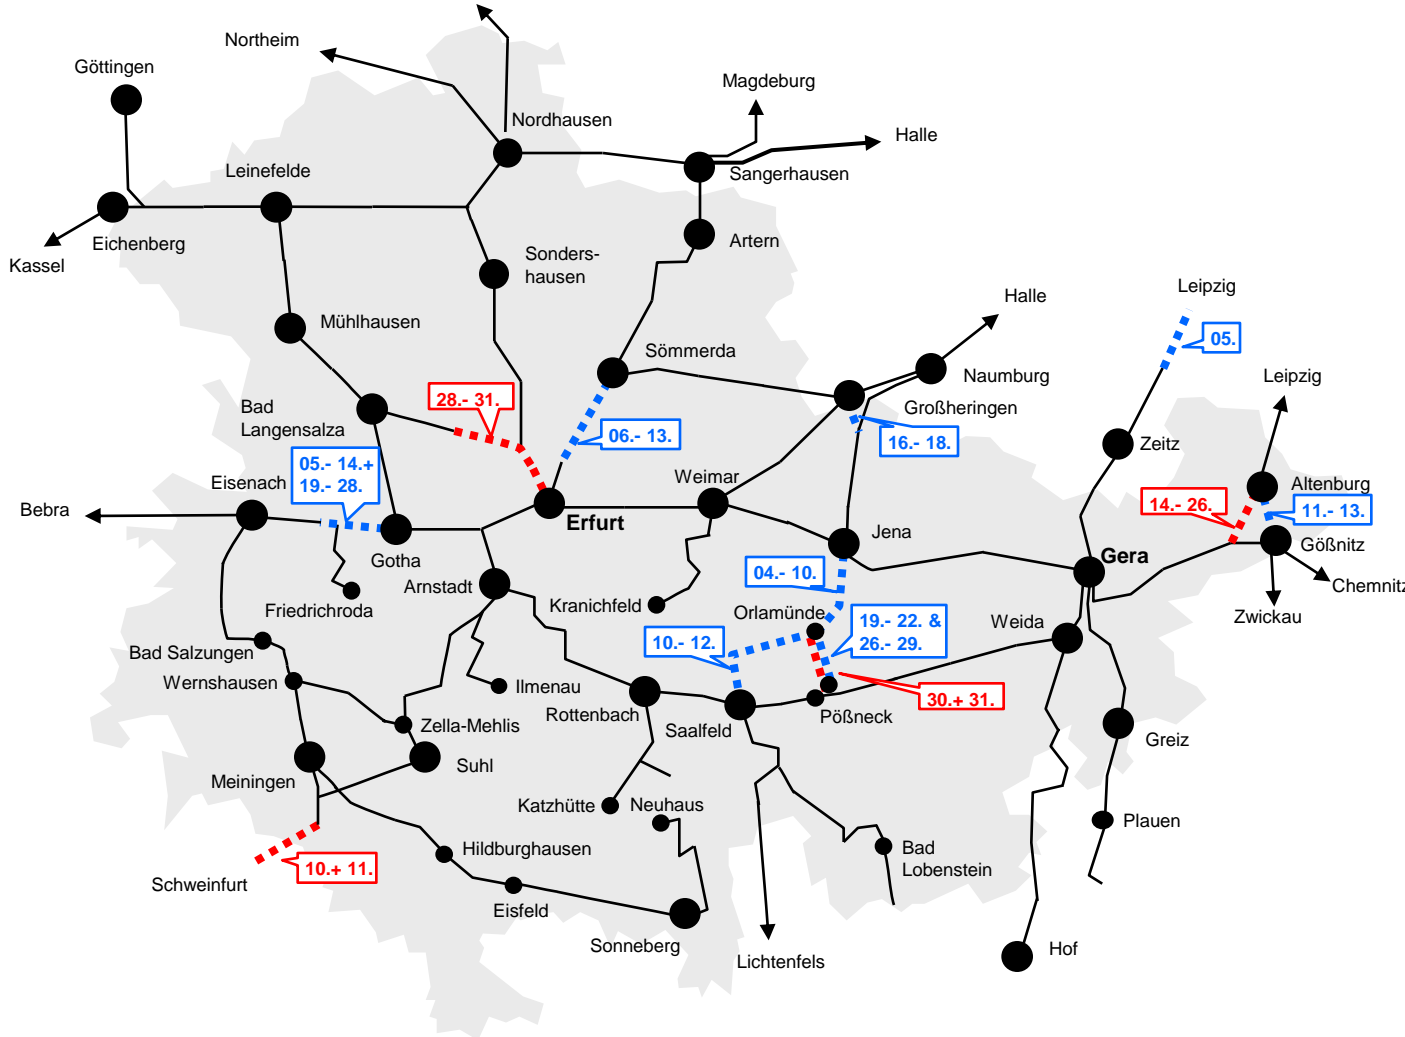 Northeim
Göttingen
Magdeburg
Nordhausen
Halle
Leinefelde
Sangerhausen
Eichenberg
Artern
Kassel
Sonders-
hausen
Leipzig
Halle
Mühlhausen
05.
Sömmerda
Naumburg
Leipzig
28.- 31.
Bad
Langensalza
Großheringen
06.- 13.
16.- 18.
Zeitz
05.- 14.+
19.- 28.
Eisenach
Weimar
Altenburg
14.- 26.
11.- 13.
Bebra
Erfurt
Jena
Gößnitz
Gotha
Gera
Arnstadt
04.- 10.
Chemnitz
Friedrichroda
Kranichfeld
Orlamünde
19.- 22. &
26.- 29.
Weida
Zwickau
10.- 12.
Bad Salzungen
Wernshausen
Ilmenau
30.+ 31.
Rottenbach
Pößneck
Zella-Mehlis
Saalfeld
Greiz
Suhl
Meiningen
Katzhütte
Neuhaus
Plauen
Hildburghausen
Bad
Lobenstein
10.+ 11.
Schweinfurt
Eisfeld
Sonneberg
Hof
Lichtenfels